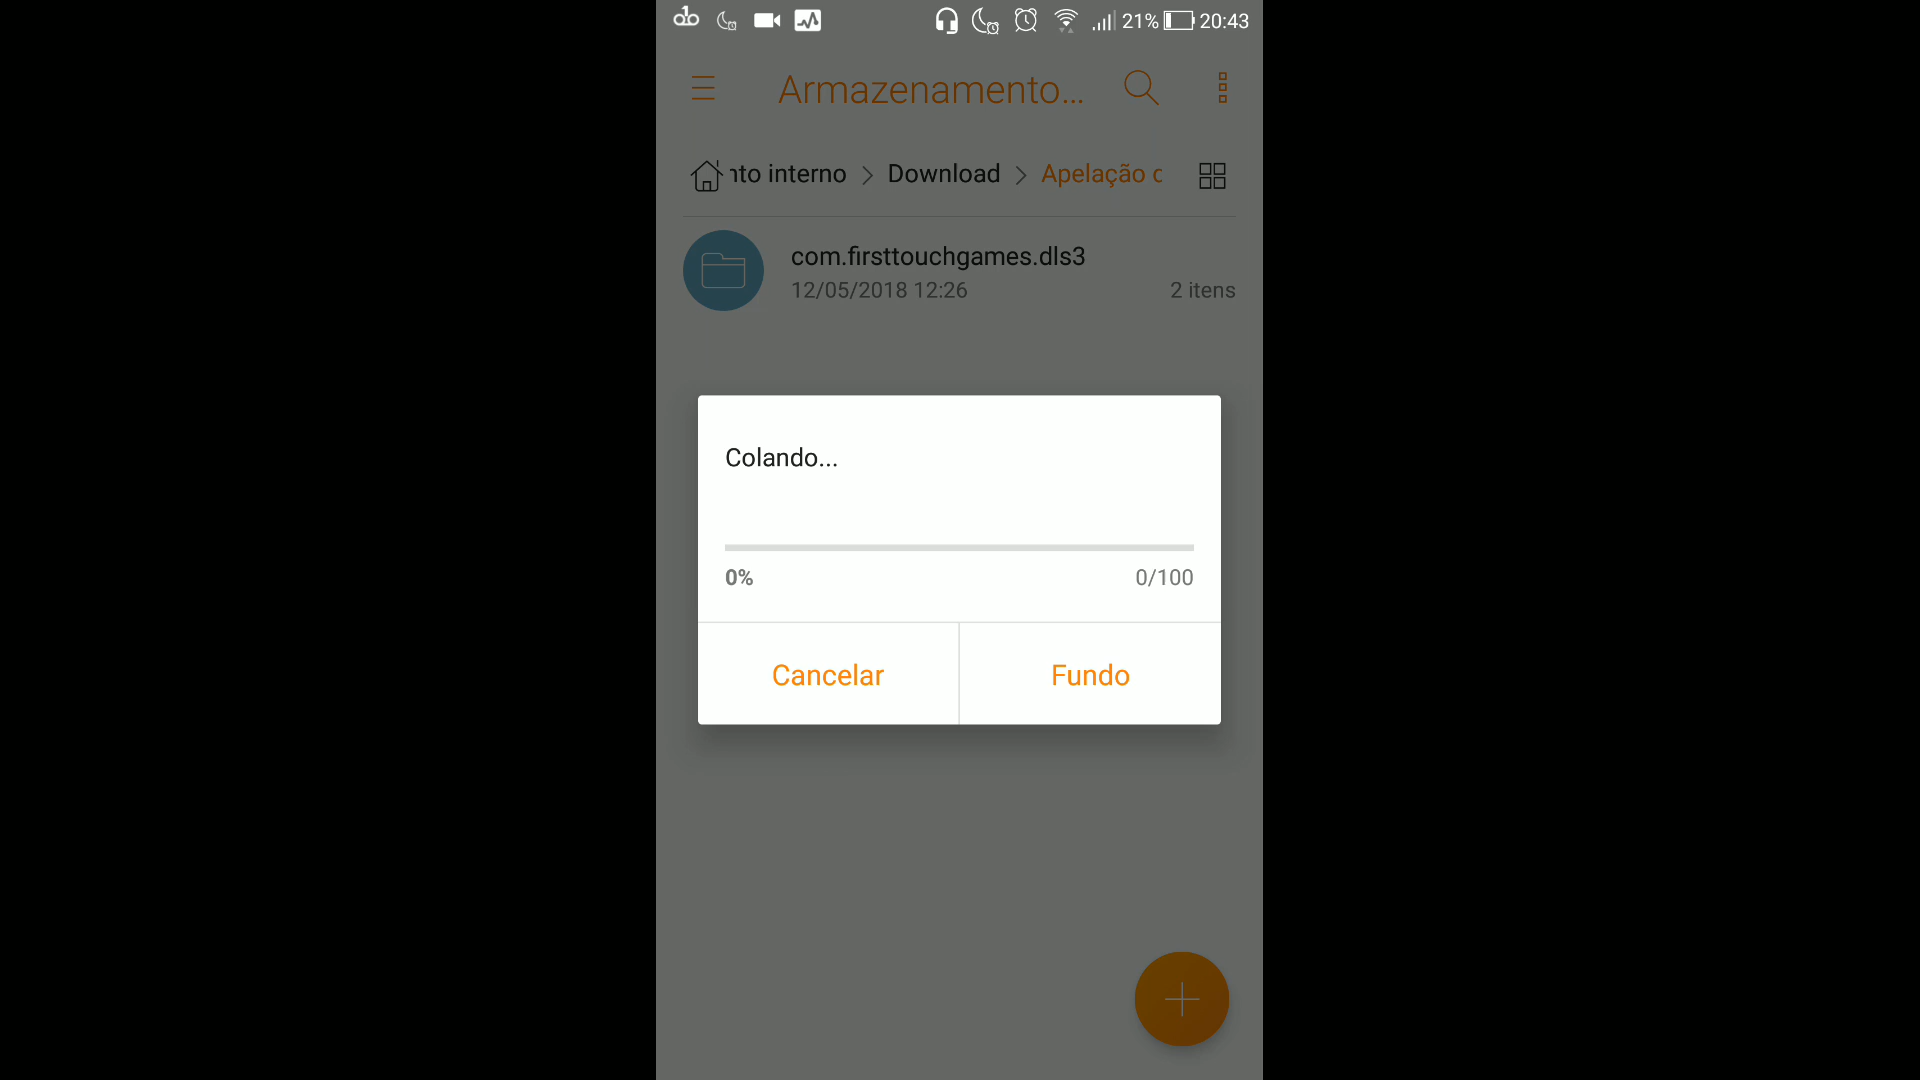 21% 20:43
Armazenamento...
nto interno > Download > Apelação
com.firsttouchgames.dls3
12/05/2018 12:26 2 itens
Colando...
0% 0/100
Cancelar Fundo